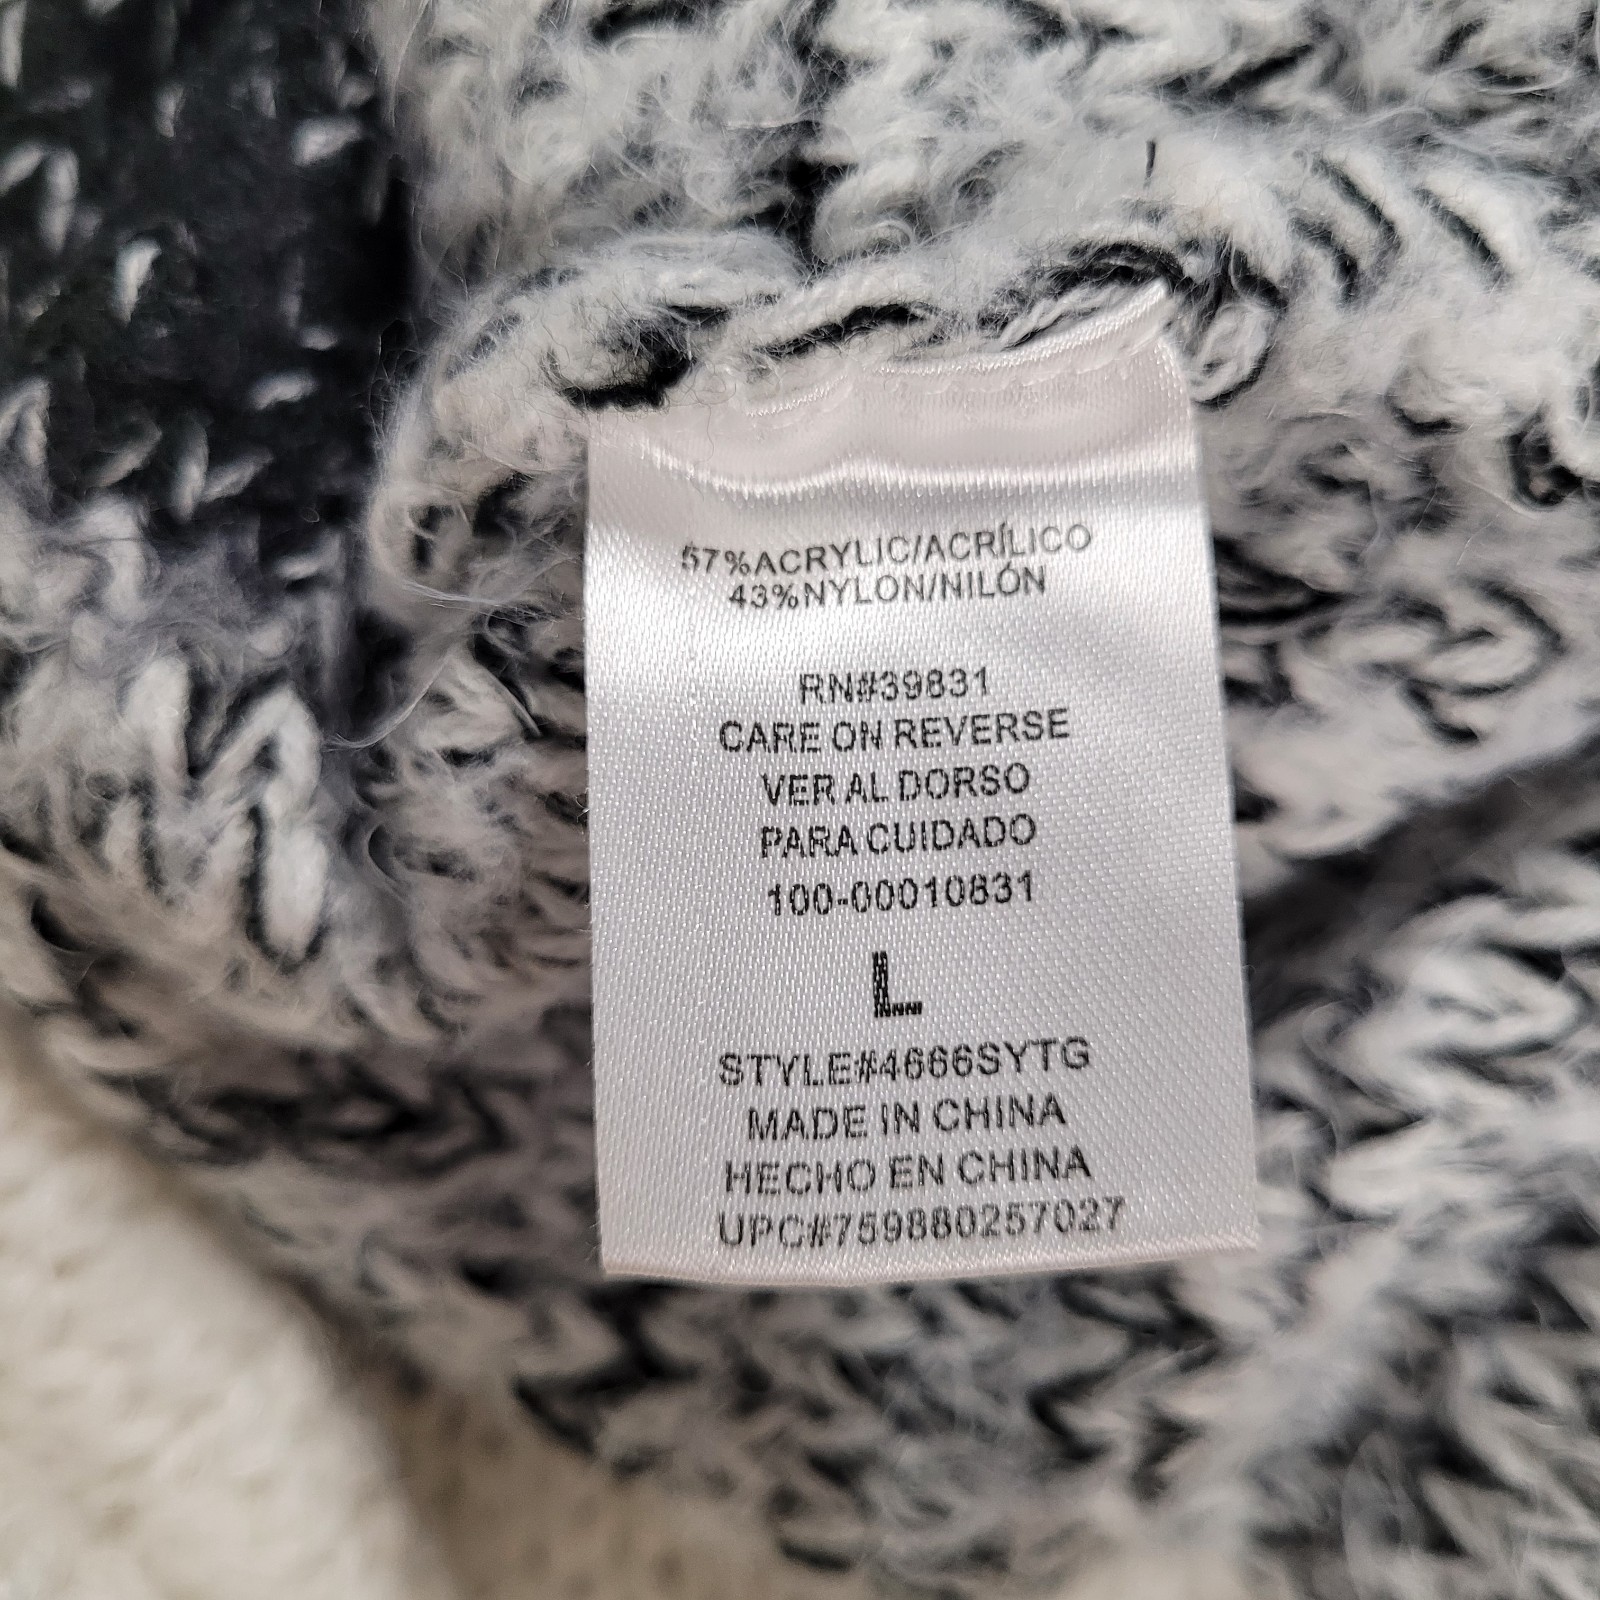 57%ACRYLIC/ACRÍLICO
43%NYLON/NILÓN
RN#39831
CARE ON REVERSE
VER AL DORSO
PARA CUIDADO
100-00010831
L
STYLE#4666SYTG
MADE IN CHINA
HECHO EN CHINA
UPC#759880257027